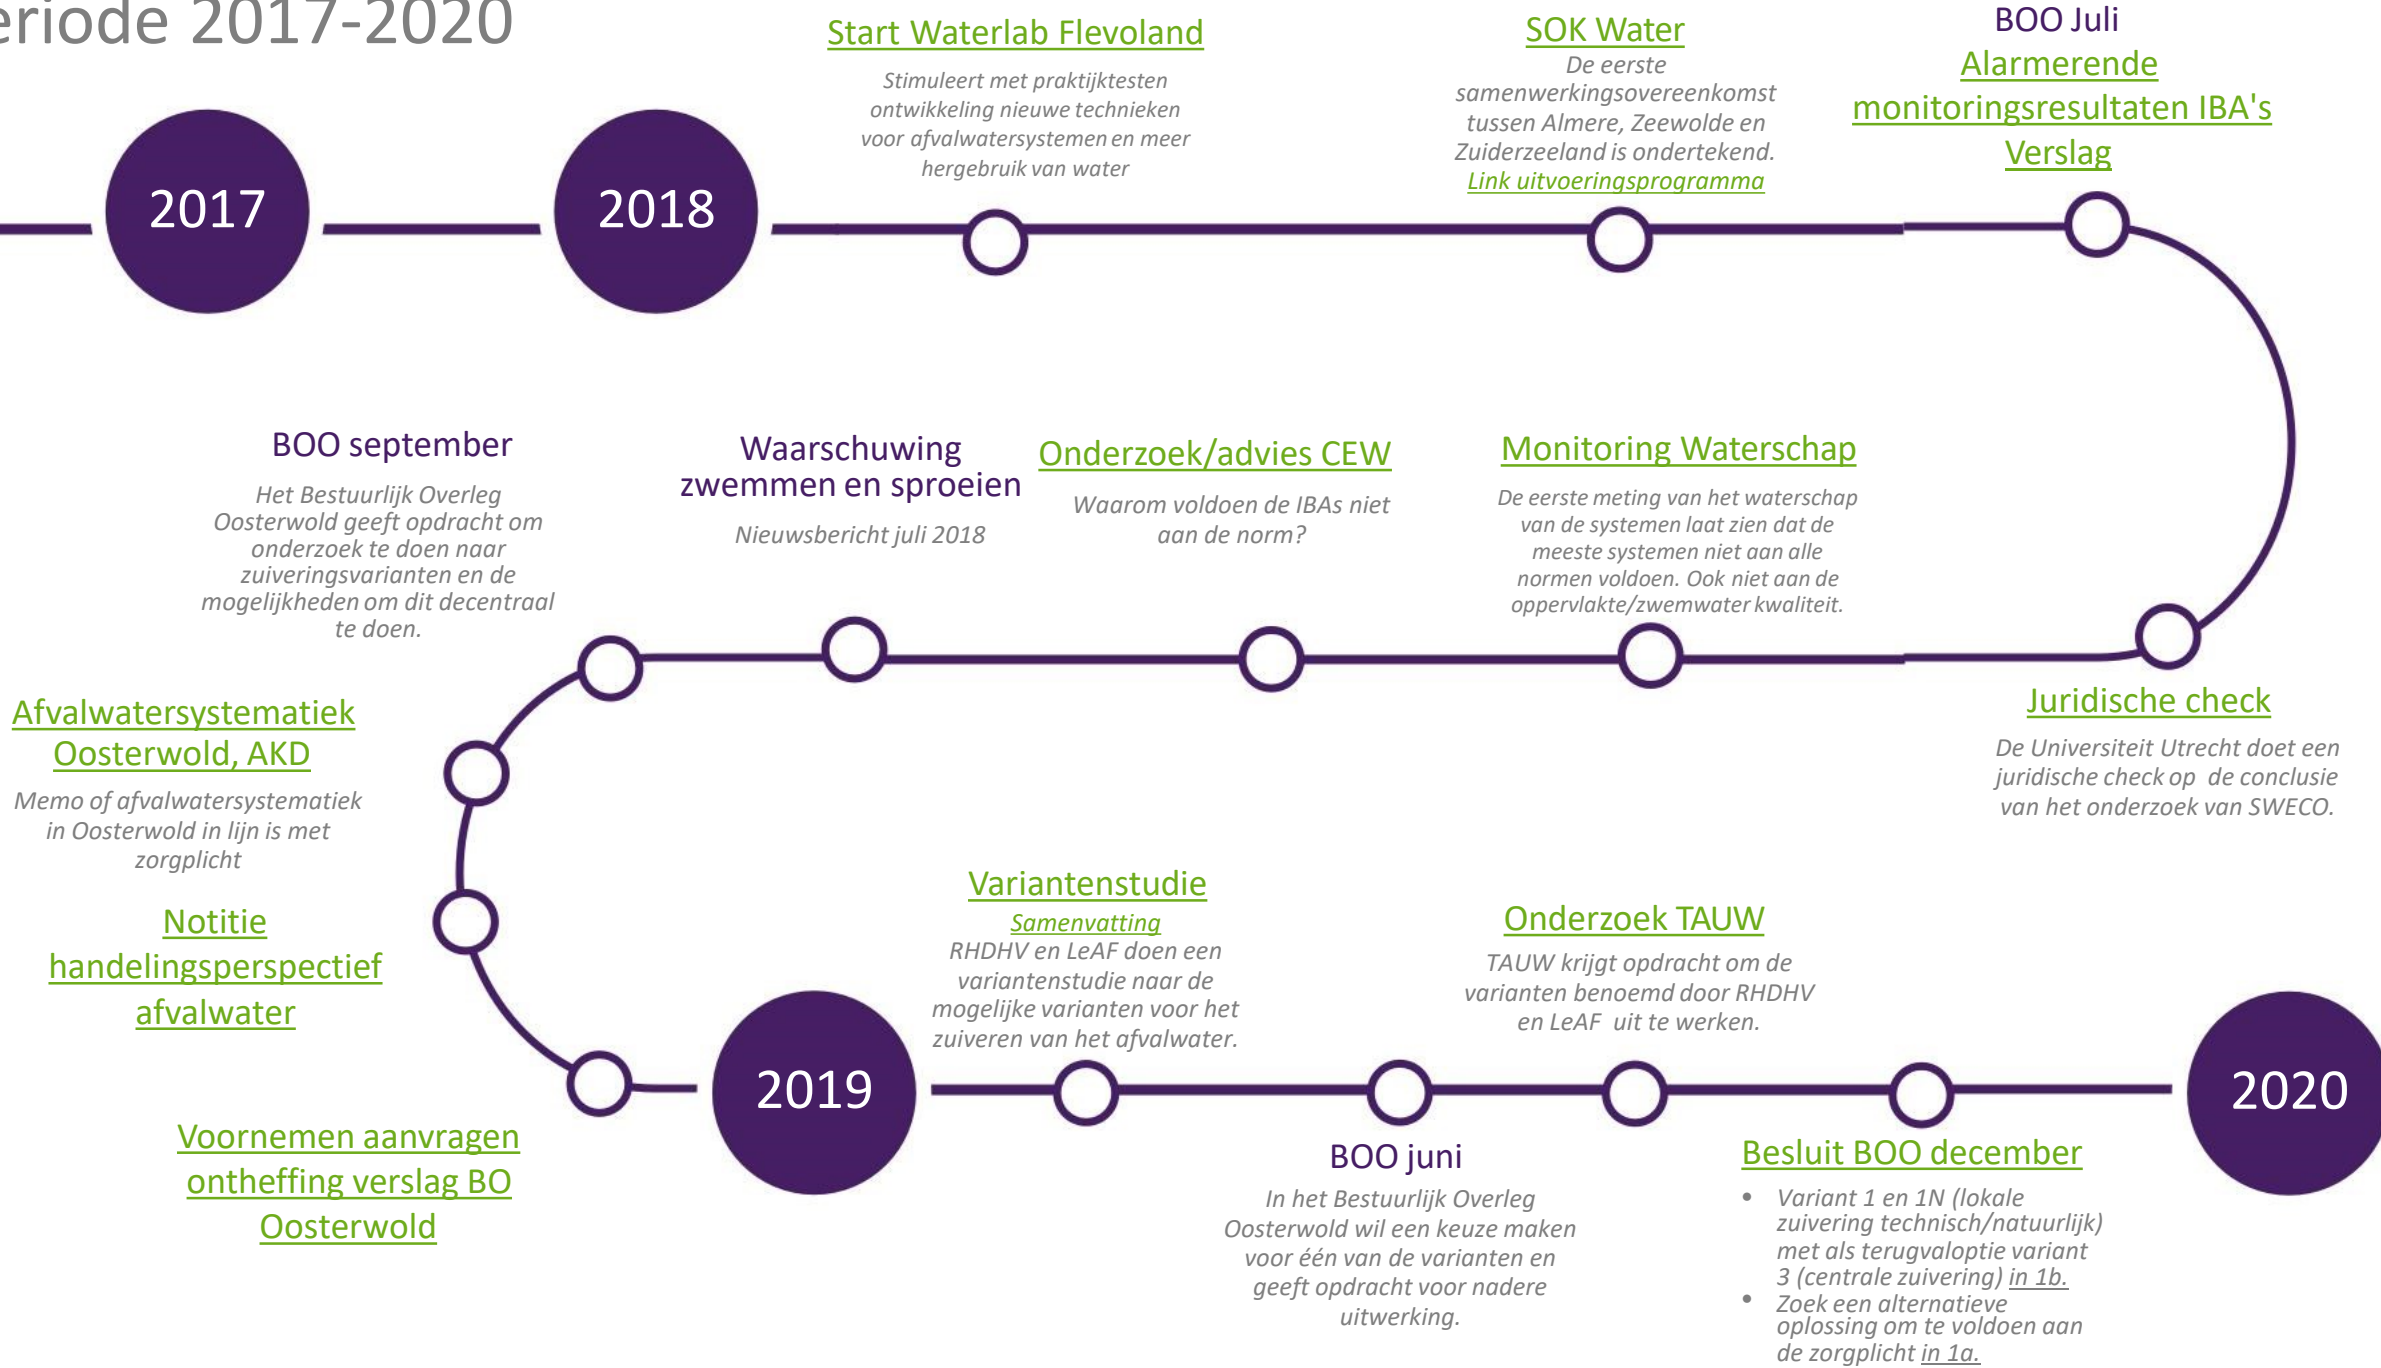 eriode 2017-2020
2017
2018
Start Waterlab Flevoland
Stimuleert met praktijktesten
ontwikkeling nieuwe technieken
voor afvalwatersystemen en meer
hergebruik van water
SOK Water
De eerste
samenwerkingsovereenkomst
tussen Almere, Zeewolde en
Zuiderzeeland is ondertekend.
Link uitvoeringsprogramma
BOO Juli
Alarmerende
monitoringsresultaten IBA's
Verslag
Juridische check
De Universiteit Utrecht doet een
juridische check op de conclusie
van het onderzoek van SWECO.
Monitoring Waterschap
De eerste meting van het waterschap
van de systemen laat zien dat de
meeste systemen niet aan alle
normen voldoen. Ook niet aan de
oppervlakte/zwemwater kwaliteit.
Onderzoek/advies CEW
Waarom voldoen de IBAs niet
aan de norm?
Waarschuwing
zwemmen en sproeien
Nieuwsbericht juli 2018
BOO september
Het Bestuurlijk Overleg
Oosterwold geeft opdracht om
onderzoek te doen naar
zuiveringsvarianten en de
mogelijkheden om dit decentraal
te doen.
Afvalwatersystematiek
Oosterwold, AKD
Memo of afvalwatersystematiek
in Oosterwold in lijn is met
zorgplicht
Notitie
handelingsperspectief
afvalwater
Voornemen aanvragen
ontheffing verslag BO
Oosterwold
2019
Variantenstudie
Samenvatting
RHDHV en LeAF doen een
variantenstudie naar de
mogelijke varianten voor het
zuiveren van het afvalwater.
BOO juni
In het Bestuurlijk Overleg
Oosterwold wil een keuze maken
voor één van de varianten en
geeft opdracht voor nadere
uitwerking.
Onderzoek TAUW
TAUW krijgt opdracht om de
varianten benoemd door RHDHV
en LeAF uit te werken.
Besluit BOO december
• Variant 1 en 1N (lokale
zuivering technisch/natuurlijk)
met als terugvaloptie variant
3 (centrale zuivering) in 1b.
• Zoek een alternatieve
oplossing om te voldoen aan
de zorgplicht in 1a.
2020